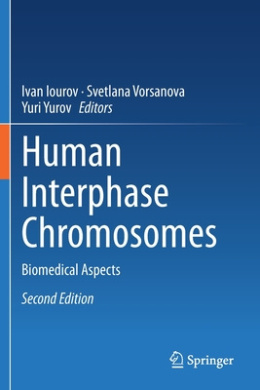 Ivan Iourov · Svetlana Vorsanova
Yuri Yurov Editors
Human
Interphase
Chromosomes
Biomedical Aspects
Second Edition
Springer